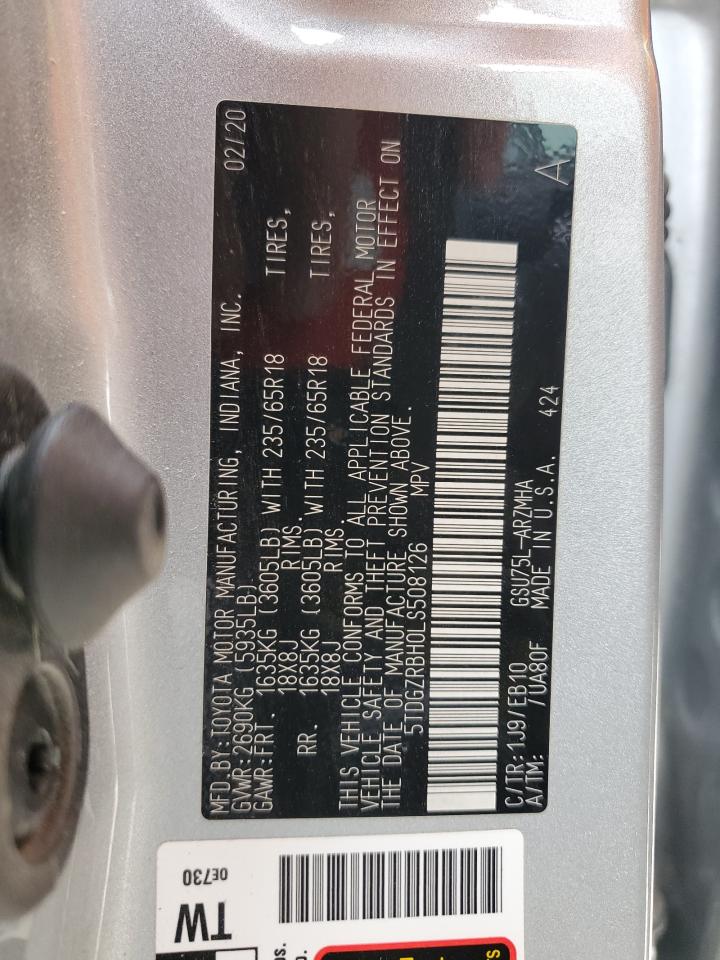 MFD.BY:TOYOTA MOTOR MANUFACTURING, INDIANA, INC. 02/20
GVWR:2690KG (5935LB)
GAWR:FRT. 1635KG (3605LB) WITH 235/65R18 TIRES,
18X8J RIMS.
RR. 1635KG (3605LB) WITH 235/65R18 TIRES,
18X8J RIMS.
THIS VEHICLE CONFORMS TO ALL APPLICABLE FEDERAL MOTOR
VEHICLE SAFETY AND THEFT PREVENTION STANDARDS IN EFFECT ON
THE DATE OF MANUFACTURE SHOWN ABOVE.
5TDGZRBH0LS508126 MPV
C/TR:1J9/EB10 GSU75L-ARZMHA 424 A
A/TM: /UA80F MADE IN U.S.A.
0E730
TW